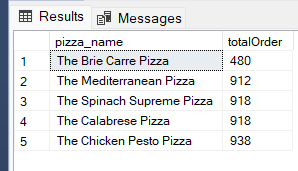 Results Messages
pizza_name totalOrder
1 The Brie Carre Pizza 480
2 The Mediterranean Pizza 912
3 The Spinach Supreme Pizza 918
4 The Calabrese Pizza 918
5 The Chicken Pesto Pizza 938